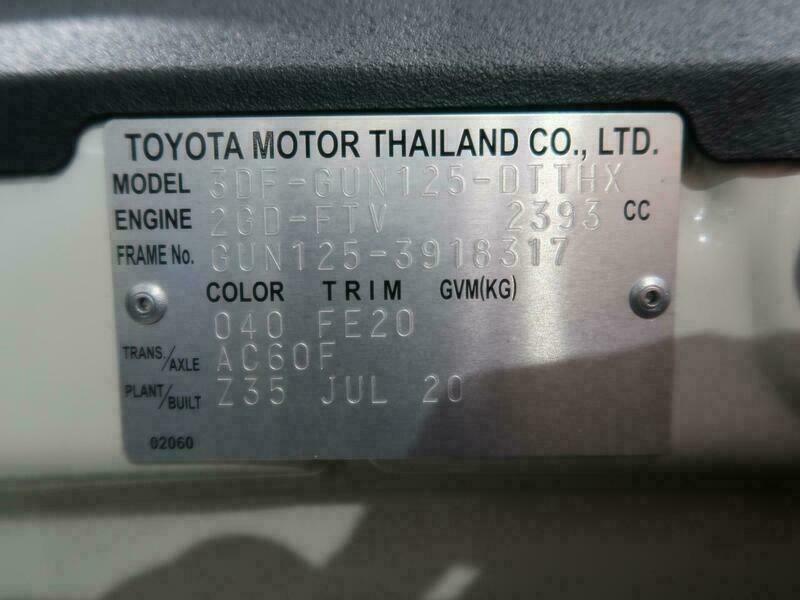 TOYOTA MOTOR THAILAND CO., LTD.
MODEL 3DF-GUN125-DTTHX
ENGINE 2GD-FTV 2393 CC
FRAME No. GUN125-3918317
COLOR TRIM GVM(KG)
040 FE20
TRANS./AXLE AC60F
PLANT/BUILT Z35 JUL 20
02060